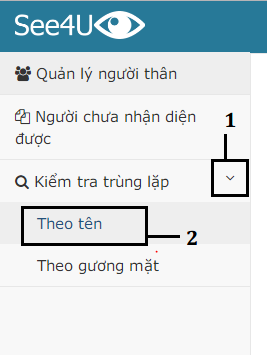 See4U
Quản lý người thân
Người chưa nhận diện
được
1
Kiểm tra trùng lặp
Theo tên
2
Theo gương mặt